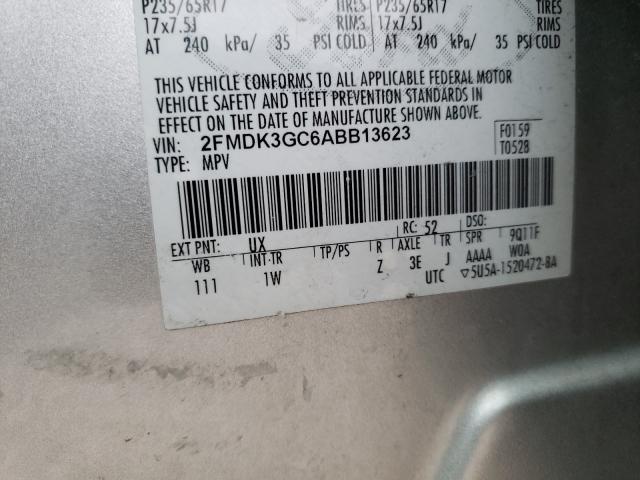 P235/65R17 TIRES P235/65R17 TIRES
17x7.5J RIMS 17x7.5J RIMS
AT 240 kPa/ 35 PSI COLD AT 240 kPa/ 35 PSI COLD
THIS VEHICLE CONFORMS TO ALL APPLICABLE FEDERAL MOTOR
VEHICLE SAFETY AND THEFT PREVENTION STANDARDS IN
EFFECT ON THE DATE OF MANUFACTURE SHOWN ABOVE.
VIN: 2FMDK3GC6ABB13623 F0159
TYPE: MPV T0528
EXT PNT: UX RC: 52 DSO:
WB INT TR TP/PS R AXLE TR SPR 9Q11F
111 1W Z 3E J AAAA W0A
UTC ▽5U5A-1520472-BA